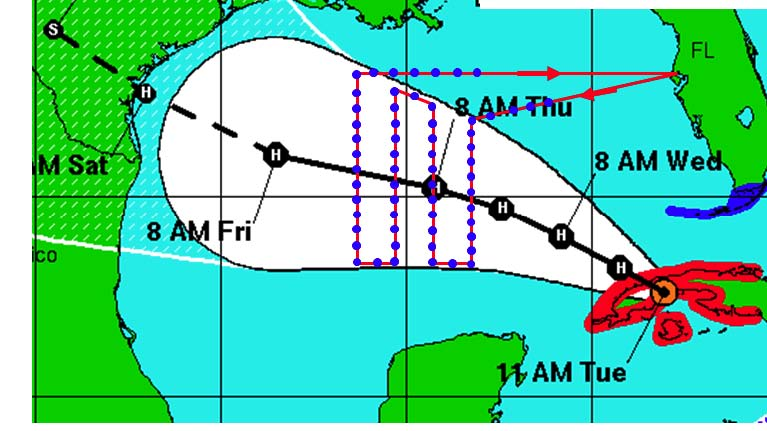 S
FL
H
8 AM Thu
M Sat
H
8 AM Wed
H
H
8 AM Fri
H
ico
H
11 AM Tue